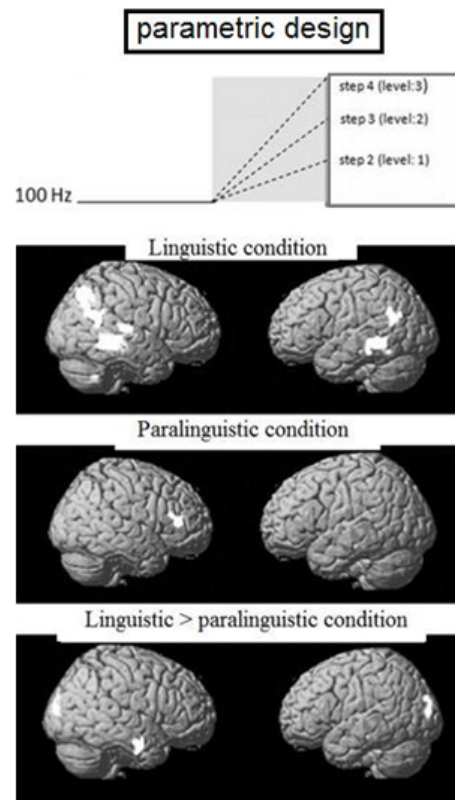 parametric design
step 4 (level:3)
step 3 (level:2)
step 2 (level: 1)
100 Hz
Linguistic condition
Paralinguistic condition
Linguistic > paralinguistic condition